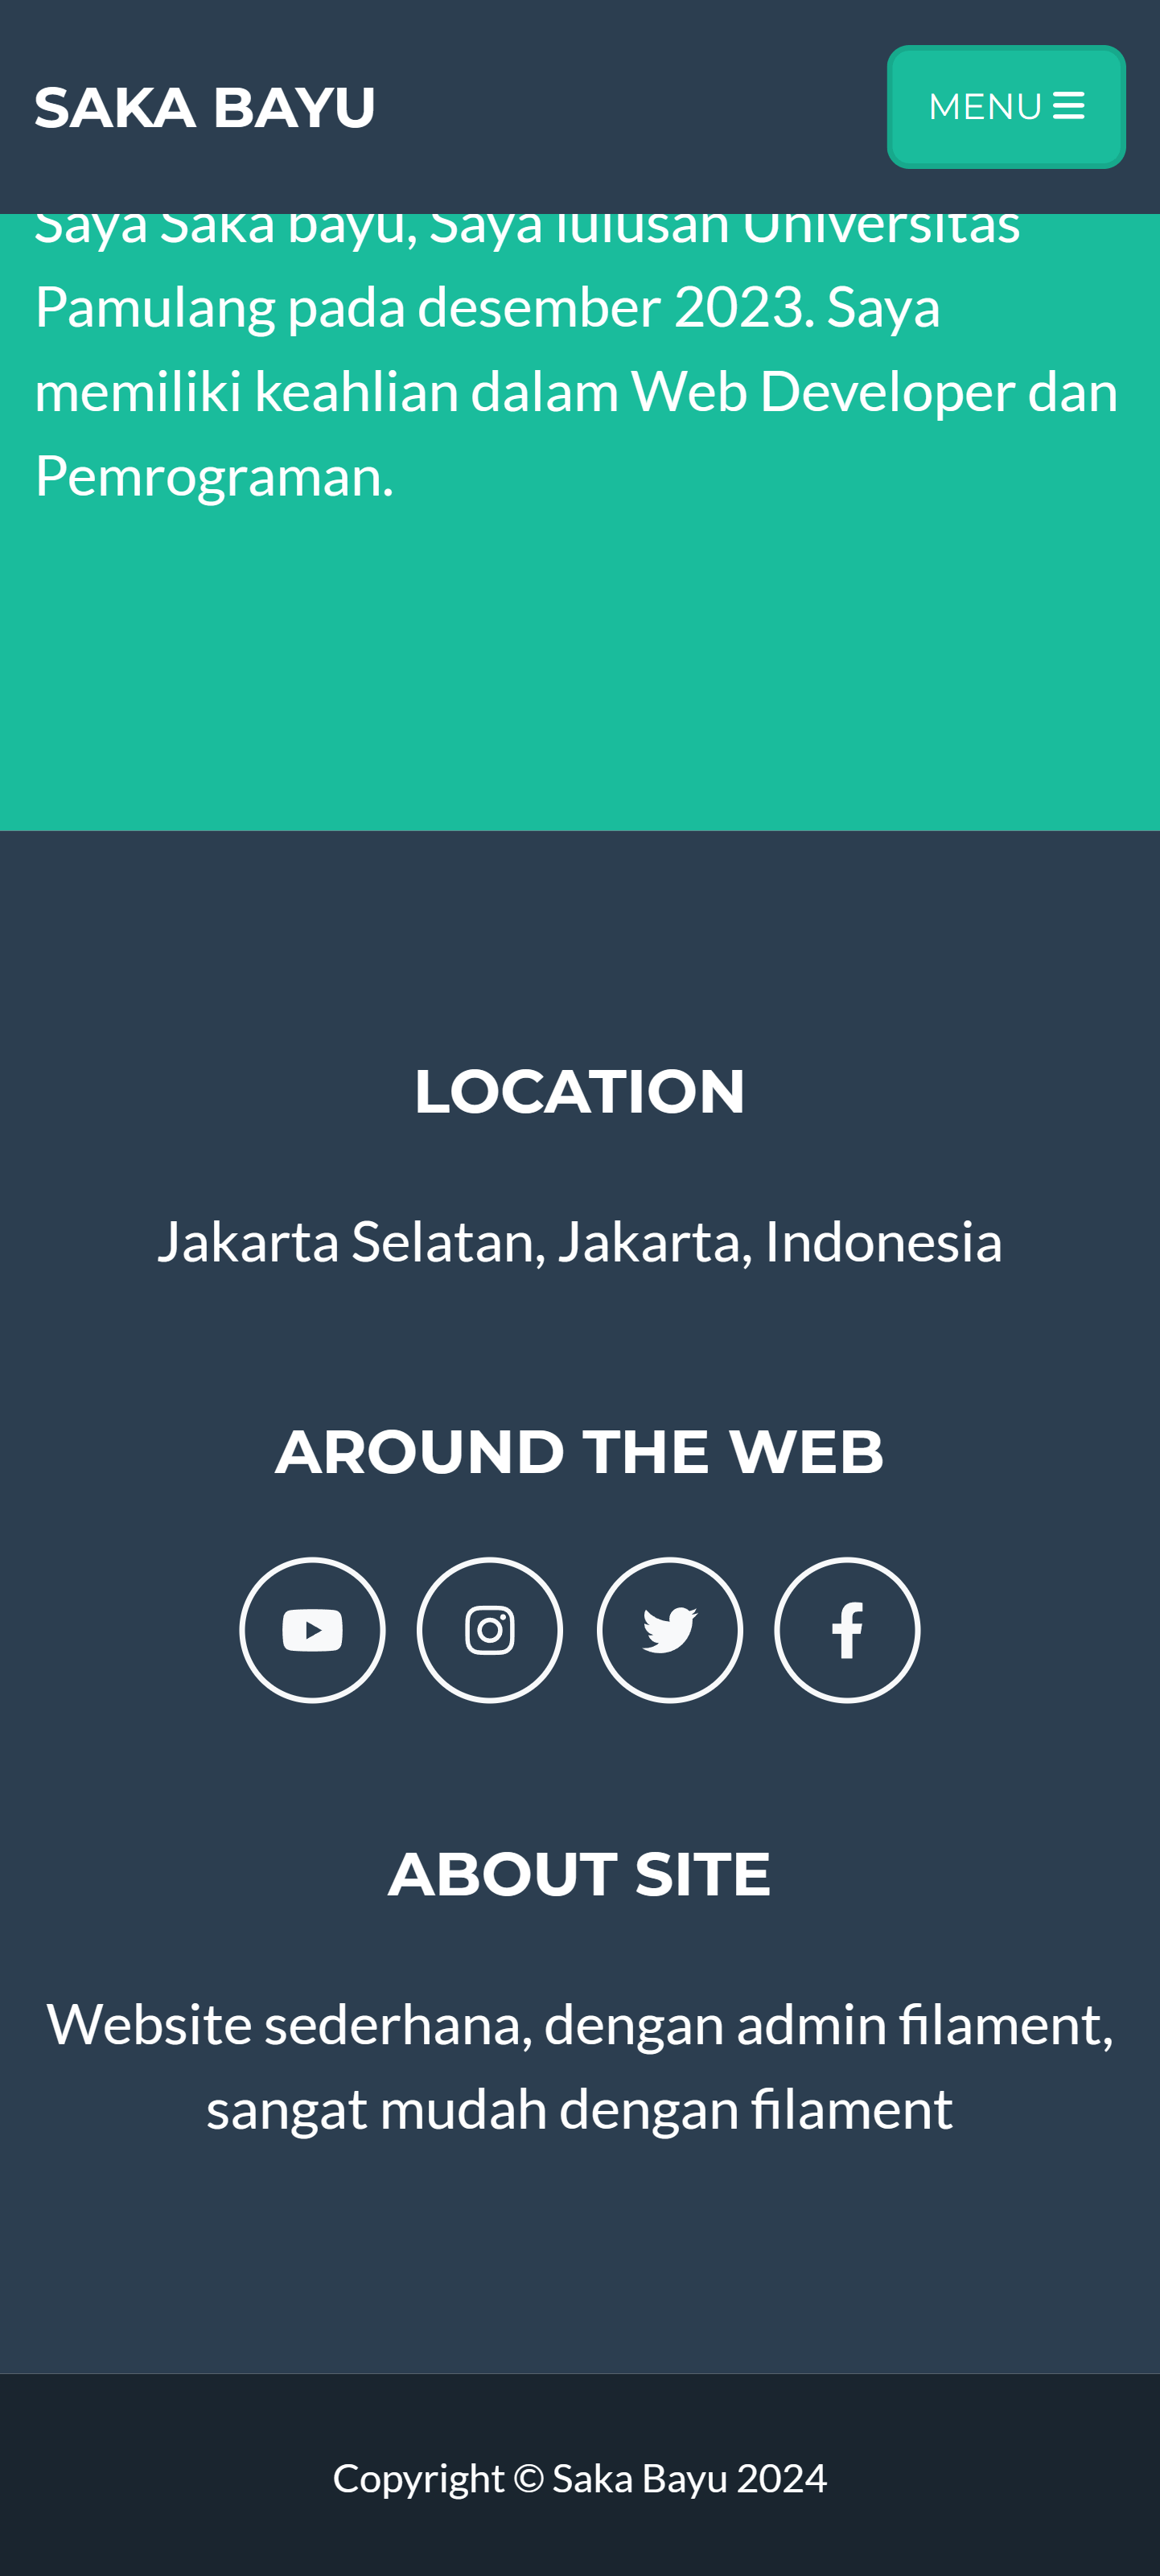 SAKA BAYU
MENU
Saya Saka bayu, Saya lulusan Universitas
Pamulang pada desember 2023. Saya
memiliki keahlian dalam Web Developer dan
Pemrograman.
LOCATION
Jakarta Selatan, Jakarta, Indonesia
AROUND THE WEB
ABOUT SITE
Website sederhana, dengan admin filament,
sangat mudah dengan filament
Copyright © Saka Bayu 2024